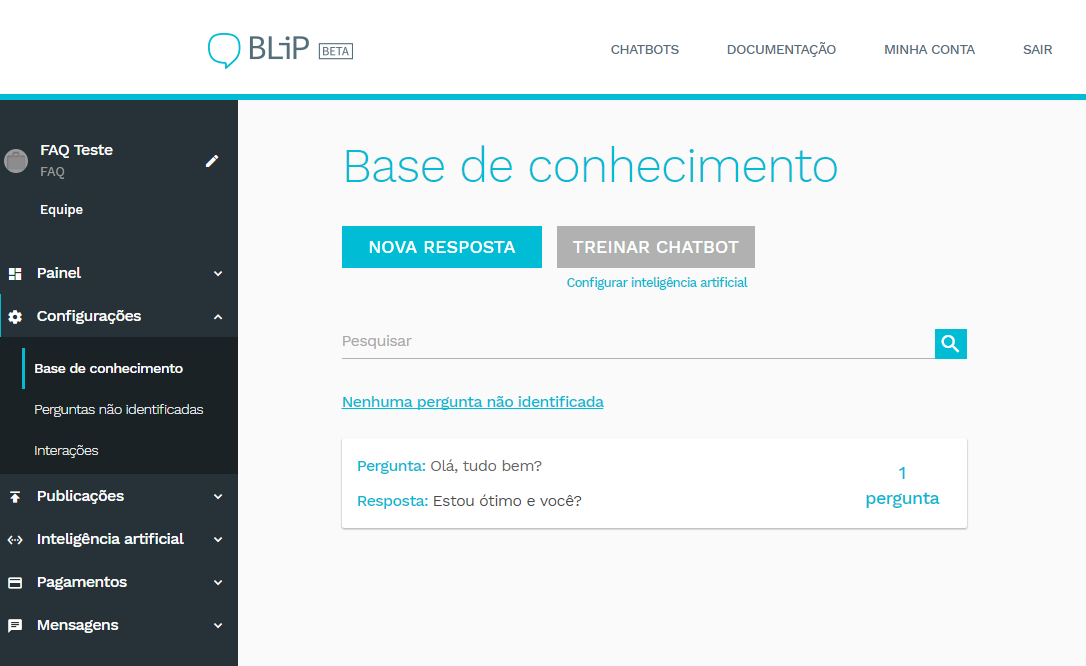 BLiP BETA
CHATBOTS DOCUMENTAÇÃO MINHA CONTA SAIR
FAQ Teste
FAQ
Equipe
Painel
Configurações
Base de conhecimento
Perguntas não identificadas
Interações
Publicações
Inteligência artificial
Pagamentos
Mensagens
Base de conhecimento
NOVA RESPOSTA TREINAR CHATBOT
Configurar inteligência artificial
Pesquisar
Nenhuma pergunta não identificada
Pergunta: Olá, tudo bem?
Resposta: Estou ótimo e você?
1
pergunta